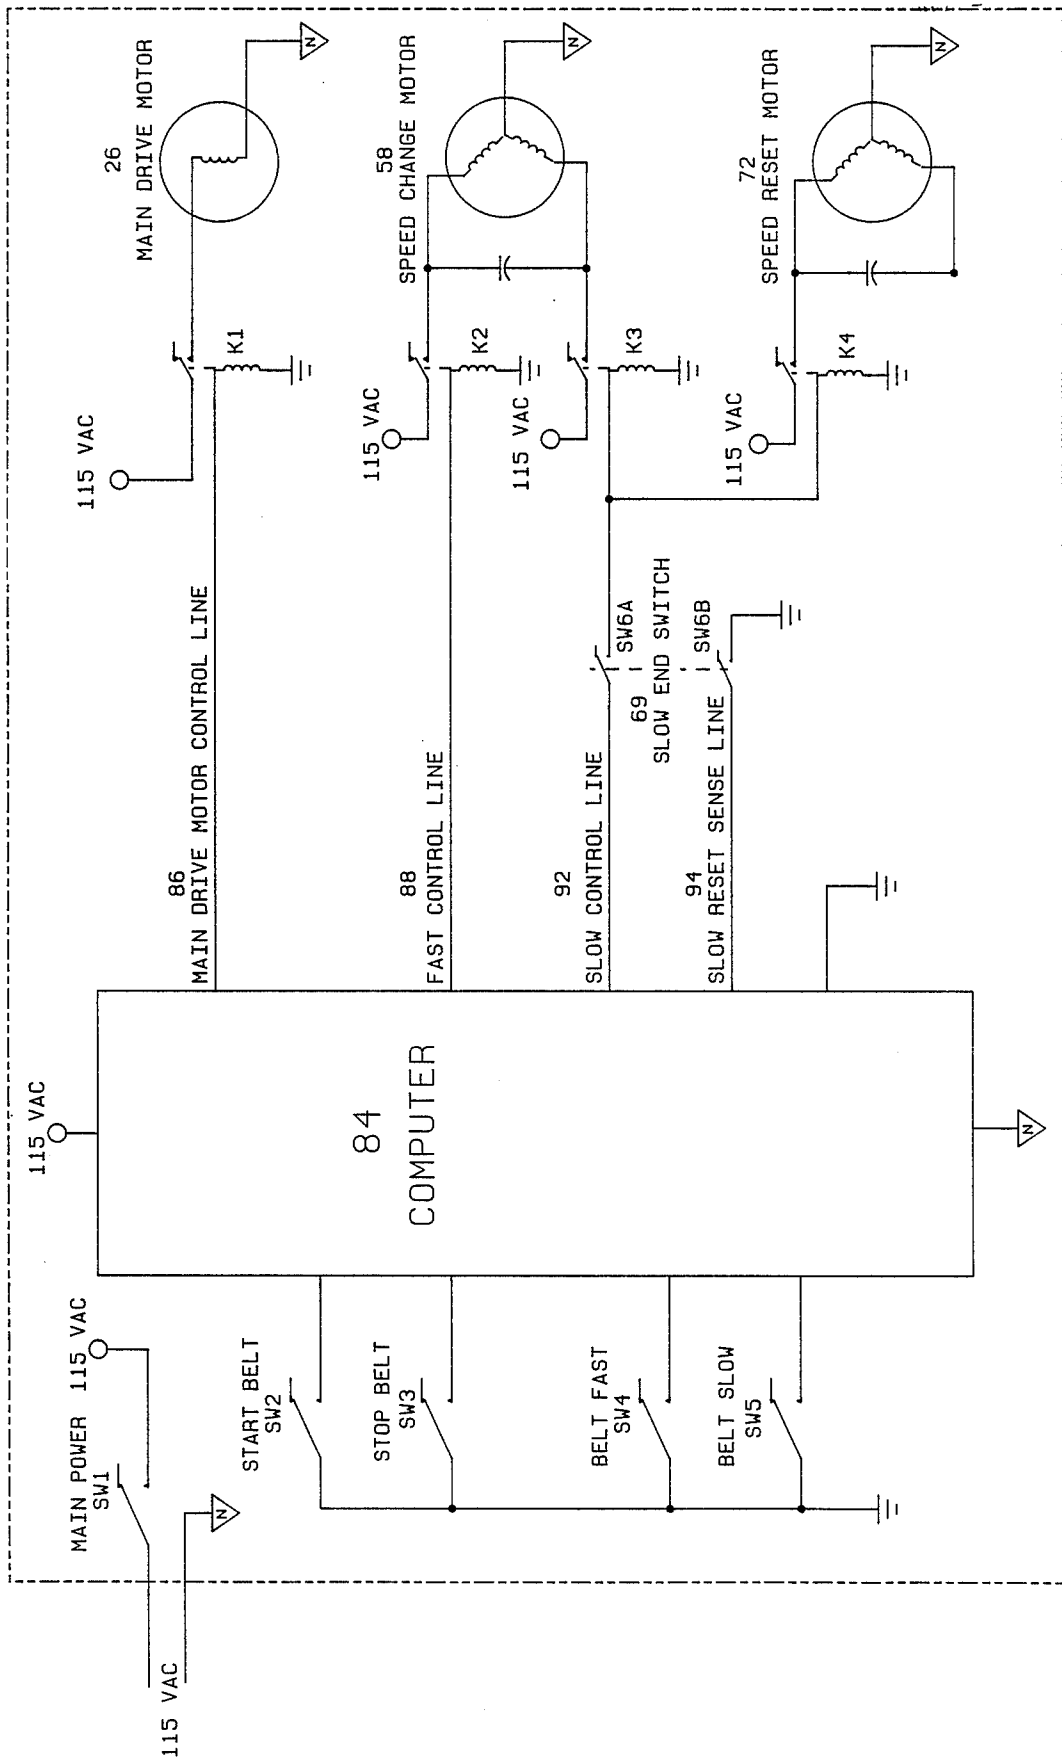 115 VAC
MAIN POWER
SW1
115 VAC
N
START BELT
SW2
STOP BELT
SW3
BELT FAST
SW4
BELT SLOW
SW5
115 VAC
84
COMPUTER
N
86
MAIN DRIVE MOTOR CONTROL LINE
88
FAST CONTROL LINE
92
SLOW CONTROL LINE
94
SLOW RESET SENSE LINE
SW6A
69
SLOW END SWITCH
SW6B
115 VAC
K1
26
MAIN DRIVE MOTOR
N
115 VAC
K2
58
SPEED CHANGE MOTOR
N
115 VAC
K3
115 VAC
K4
72
SPEED RESET MOTOR
N